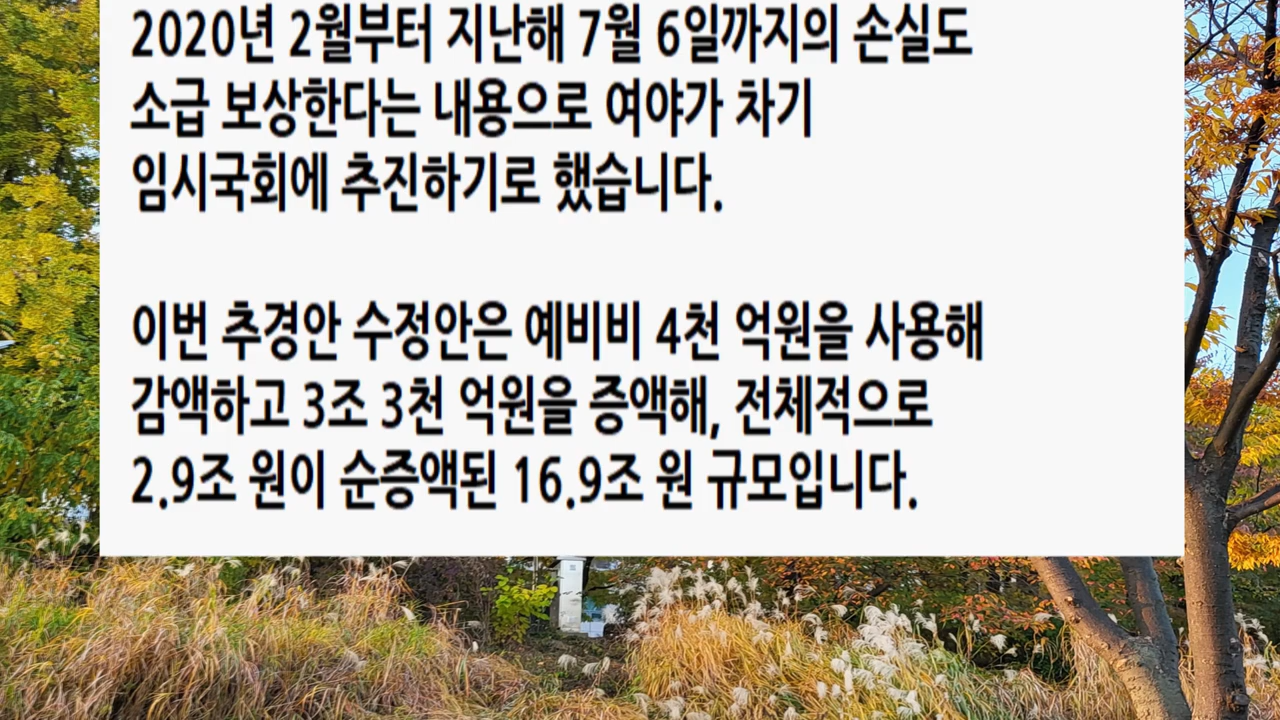 2020년 2월부터 지난해 7월 6일까지의 손실도
소급 보상한다는 내용으로 여야가 차기
임시국회에 추진하기로 했습니다.
이번 추경안 수정안은 예비비 4천 억원을 사용해
감액하고 3조 3천 억원을 증액해, 전체적으로
2.9조 원이 순증액된 16.9조 원 규모입니다.